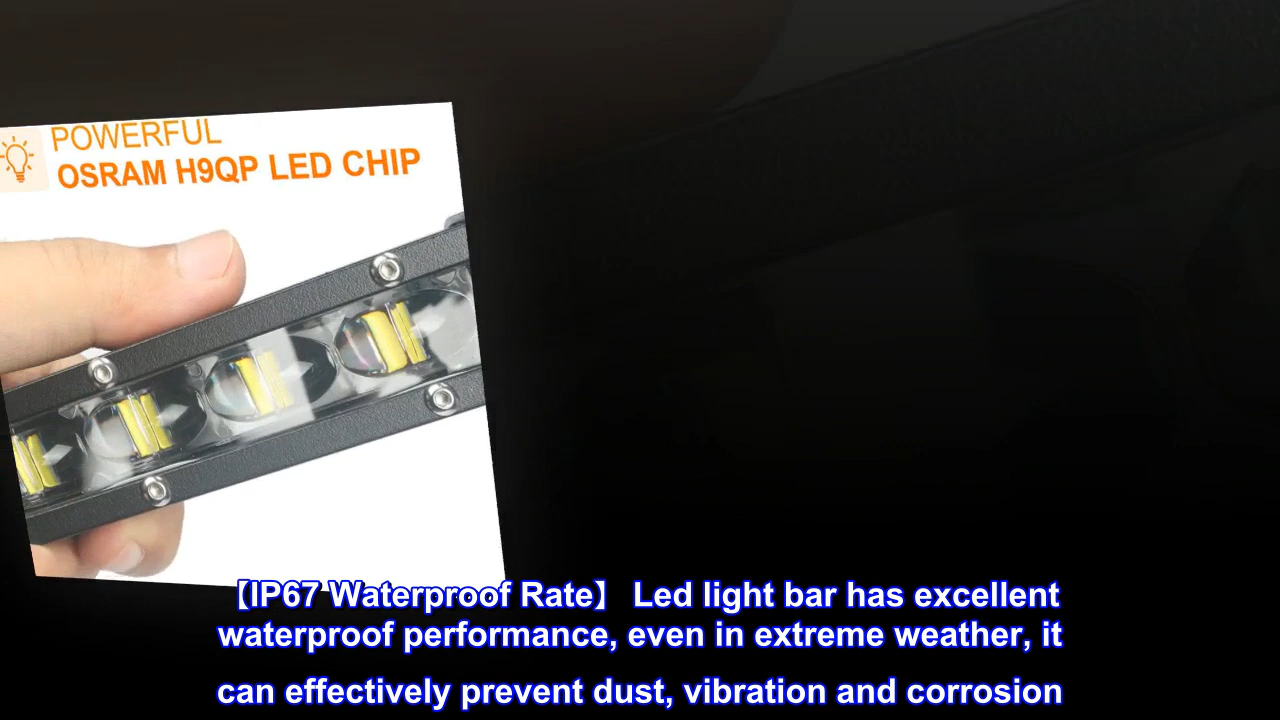 POWERFUL
OSRAM H9QP LED CHIP
【IP67 Waterproof Rate】 Led light bar has excellent
waterproof performance, even in extreme weather, it
can effectively prevent dust, vibration and corrosion